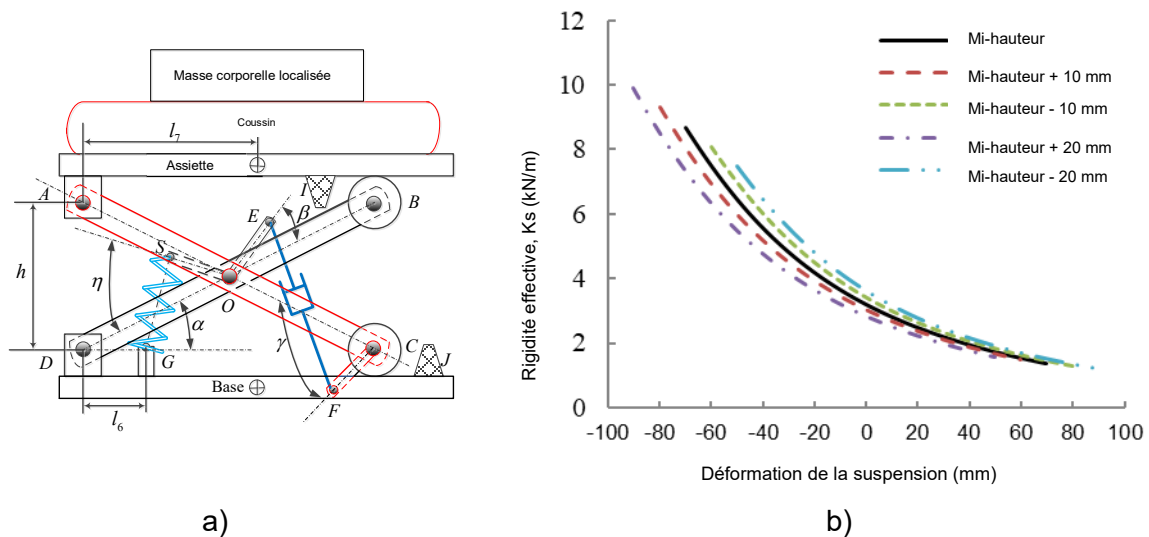 Masse corporelle localisée
l7
Coussin
Assiette
A
I
B
E
β
S
h
η
O
α
γ
D
G
C
J
Base
F
l6
a)
Rigidité effective, Ks (kN/m)
12
10
8
6
4
2
0
-100 -80 -60 -40 -20 0 20 40 60 80 100
Déformation de la suspension (mm)
Mi-hauteur
Mi-hauteur + 10 mm
Mi-hauteur - 10 mm
Mi-hauteur + 20 mm
Mi-hauteur - 20 mm
b)